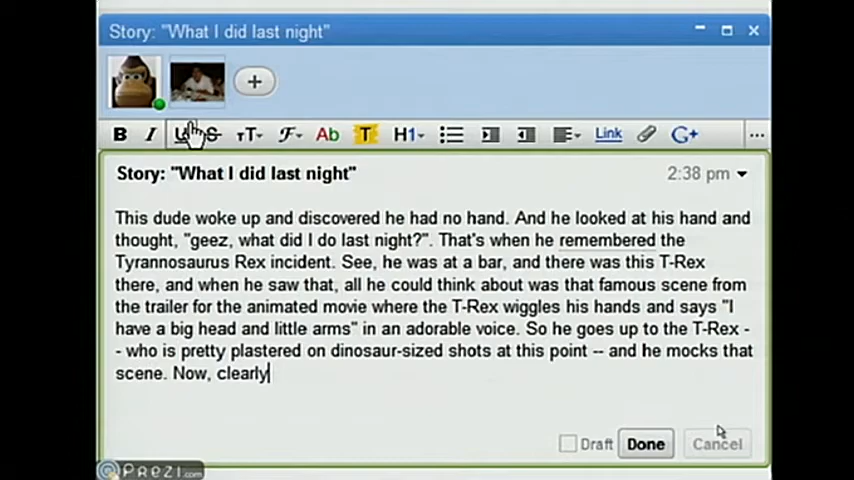 Story: "What I did last night"
B I U S TT F Ab T H1 Link G+
Story: "What I did last night" 2:38 pm
This dude woke up and discovered he had no hand. And he looked at his hand and
thought, "geez, what did I do last night?". That's when he remembered the
Tyrannosaurus Rex incident. See, he was at a bar, and there was this T-Rex
there, and when he saw that, all he could think about was that famous scene from
the trailer for the animated movie where the T-Rex wiggles his hands and says "I
have a big head and little arms" in an adorable voice. So he goes up to the T-Rex -
- who is pretty plastered on dinosaur-sized shots at this point -- and he mocks that
scene. Now, clearly
Draft Done Cancel
PREZI.com